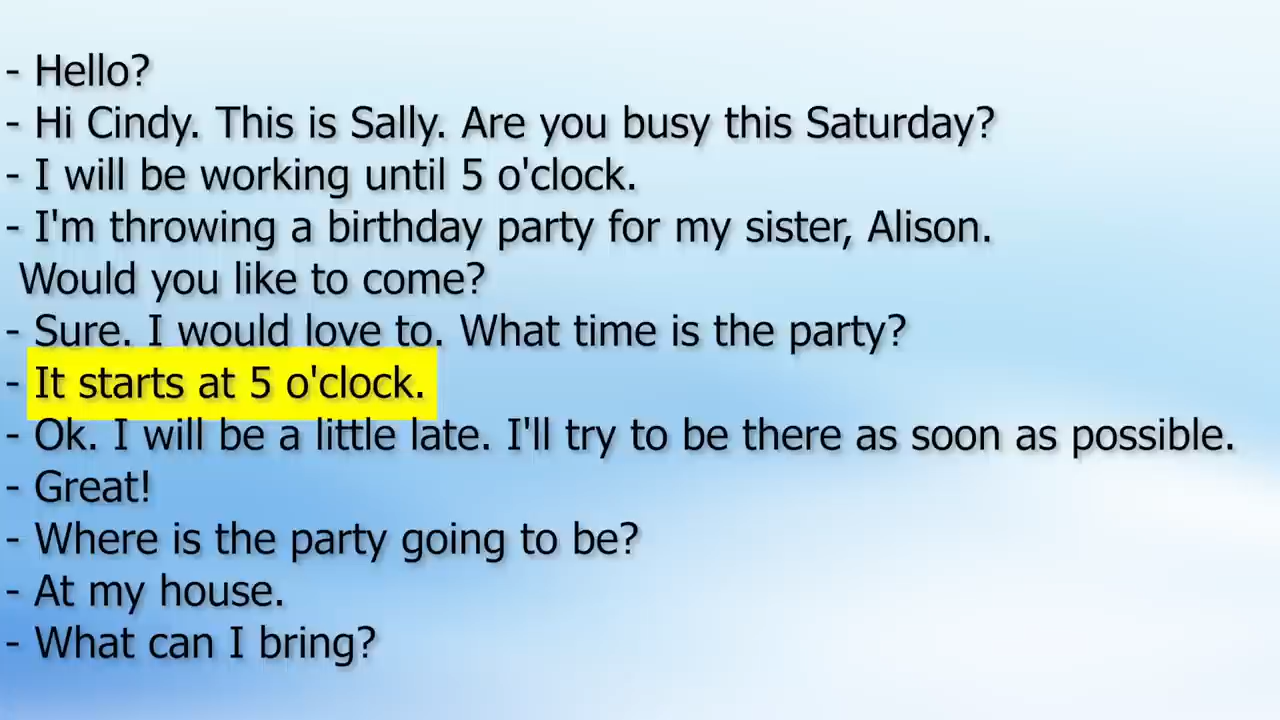 - Hello?
- Hi Cindy. This is Sally. Are you busy this Saturday?
- I will be working until 5 o'clock.
- I'm throwing a birthday party for my sister, Alison.
Would you like to come?
- Sure. I would love to. What time is the party?
- It starts at 5 o'clock.
- Ok. I will be a little late. I'll try to be there as soon as possible.
- Great!
- Where is the party going to be?
- At my house.
- What can I bring?